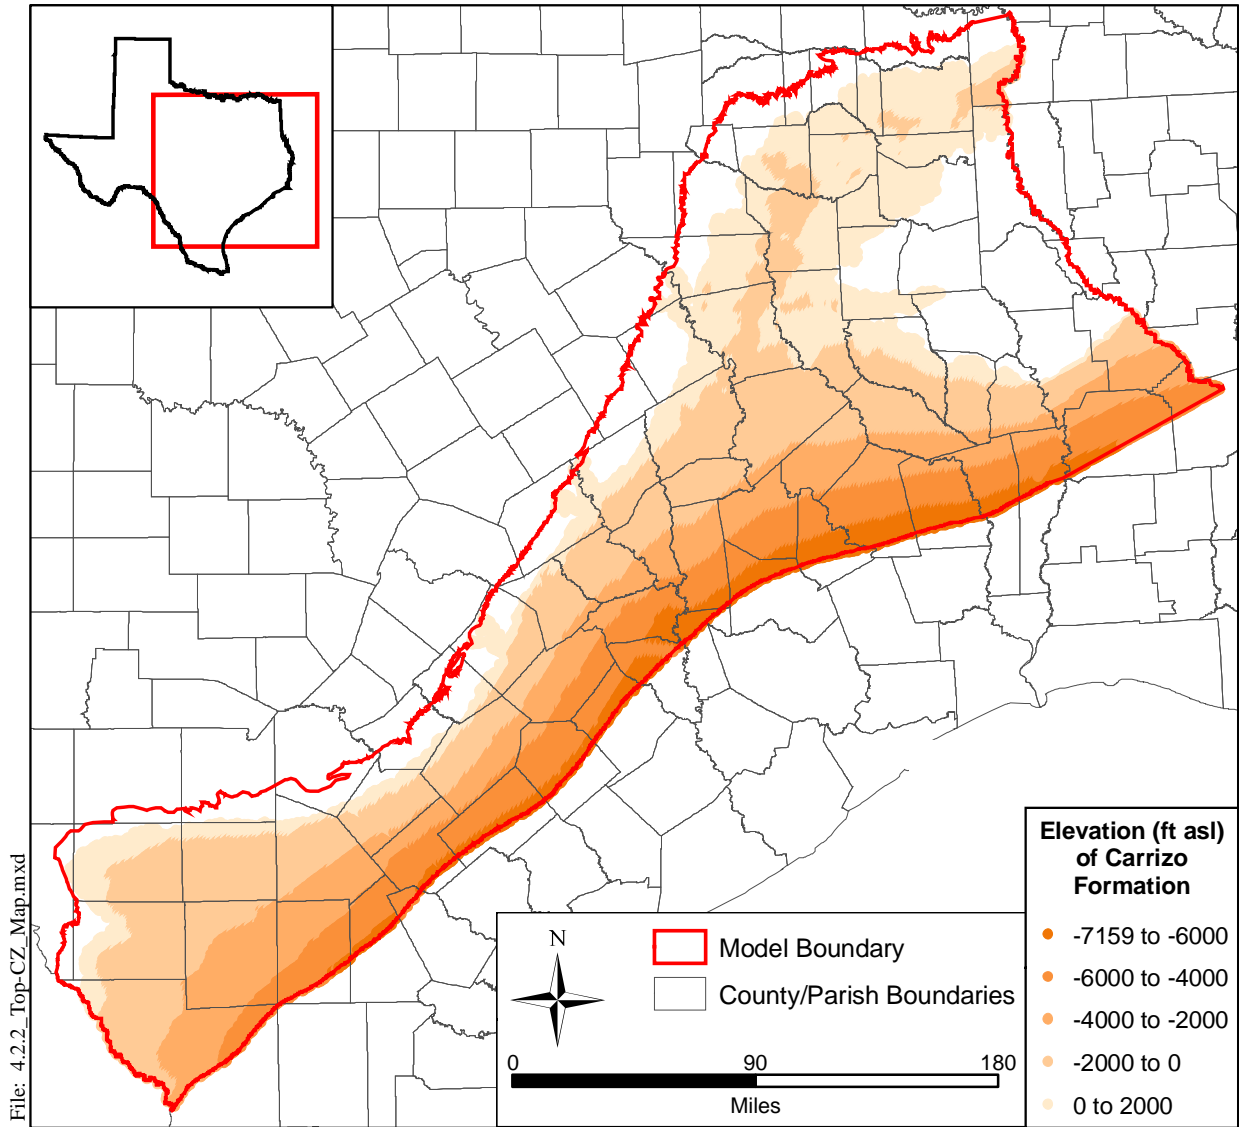 File: 4.2.2_Top-CZ_Map.mxd
N
Model Boundary
County/Parish Boundaries
0 90 180
Miles
Elevation (ft asl)
of Carrizo
Formation
-7159 to -6000
-6000 to -4000
-4000 to -2000
-2000 to 0
0 to 2000